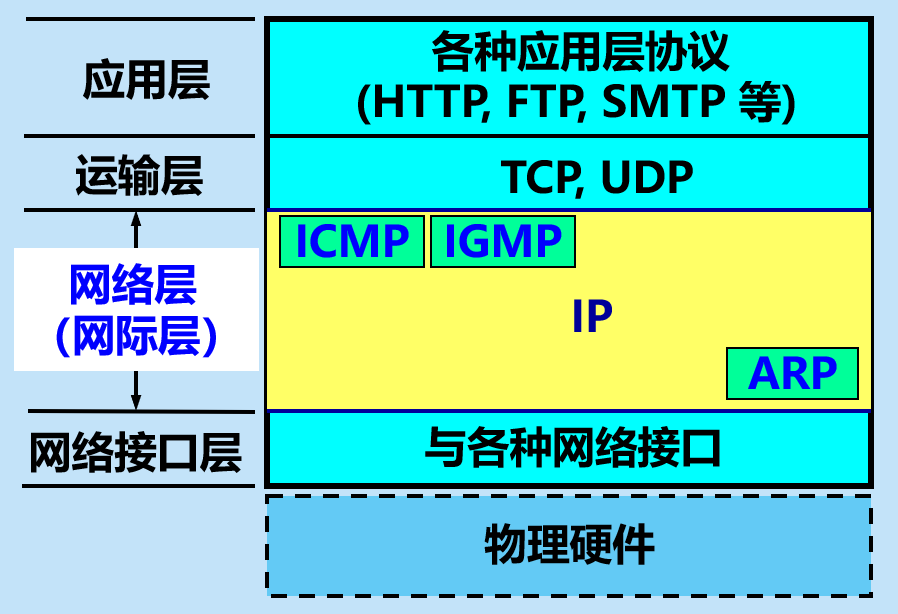 应用层
各种应用层协议
(HTTP, FTP, SMTP 等)
运输层
TCP, UDP
ICMP
IGMP
网络层
(网际层)
IP
ARP
网络接口层
与各种网络接口
物理硬件